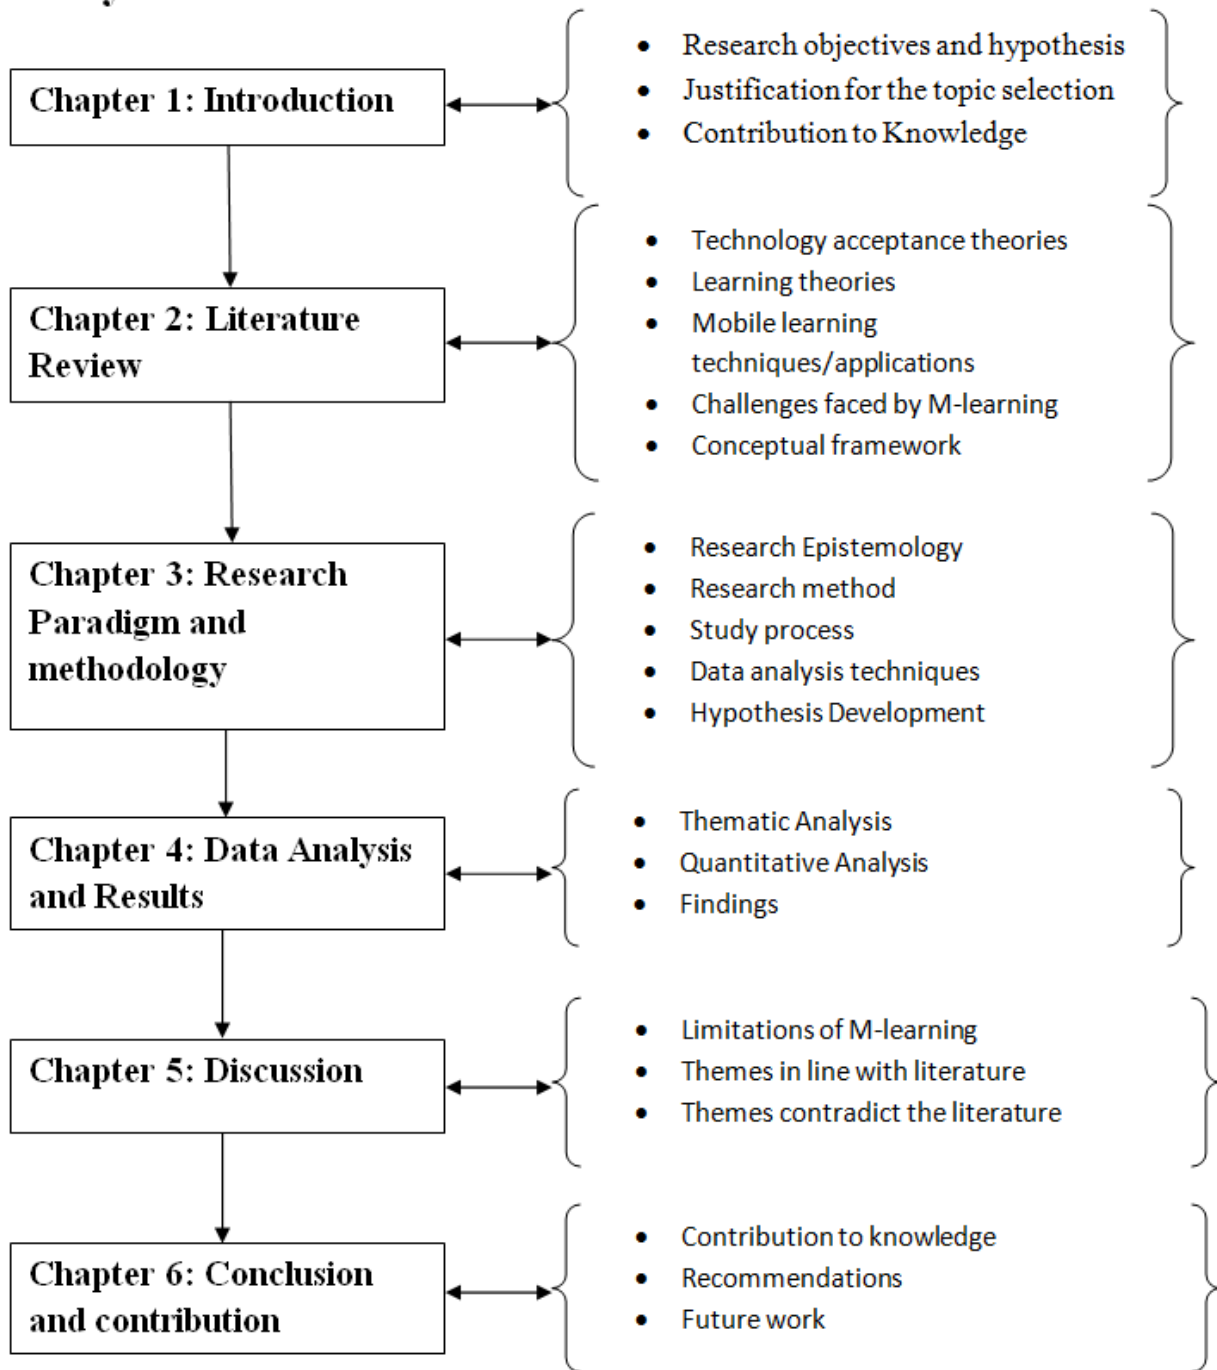 Chapter 1: Introduction
• Research objectives and hypothesis
• Justification for the topic selection
• Contribution to Knowledge
Chapter 2: Literature
Review
• Technology acceptance theories
• Learning theories
• Mobile learning
techniques/applications
• Challenges faced by M-learning
• Conceptual framework
Chapter 3: Research
Paradigm and
methodology
• Research Epistemology
• Research method
• Study process
• Data analysis techniques
• Hypothesis Development
Chapter 4: Data Analysis
and Results
• Thematic Analysis
• Quantitative Analysis
• Findings
Chapter 5: Discussion
• Limitations of M-learning
• Themes in line with literature
• Themes contradict the literature
Chapter 6: Conclusion
and contribution
• Contribution to knowledge
• Recommendations
• Future work